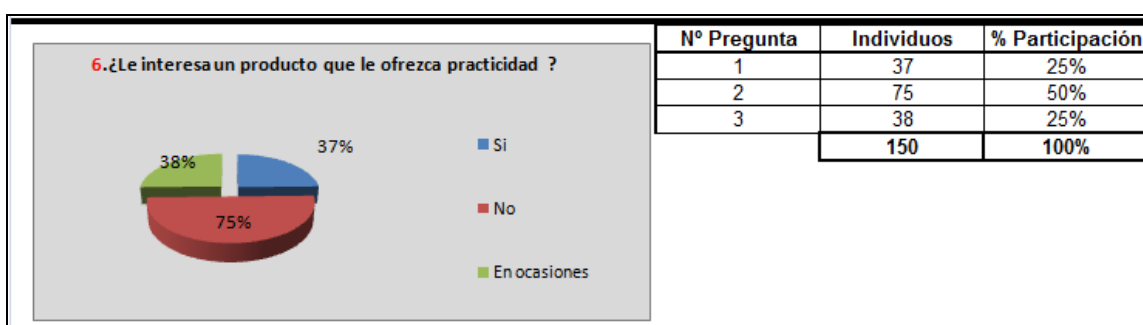 6.¿Le interesa un producto que le ofrezca practicidad ?
37%
38%
75%
Si
No
En ocasiones
Nº Pregunta Individuos % Participación
1 37 25%
2 75 50%
3 38 25%
150 100%